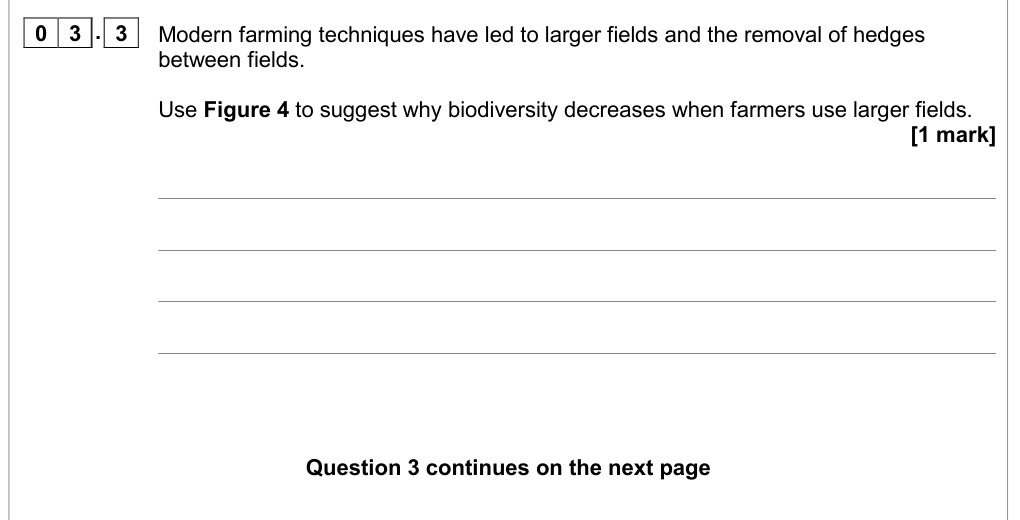 0 3 . 3 Modern farming techniques have led to larger fields and the removal of hedges
between fields.
Use Figure 4 to suggest why biodiversity decreases when farmers use larger fields.
[1 mark]
Question 3 continues on the next page